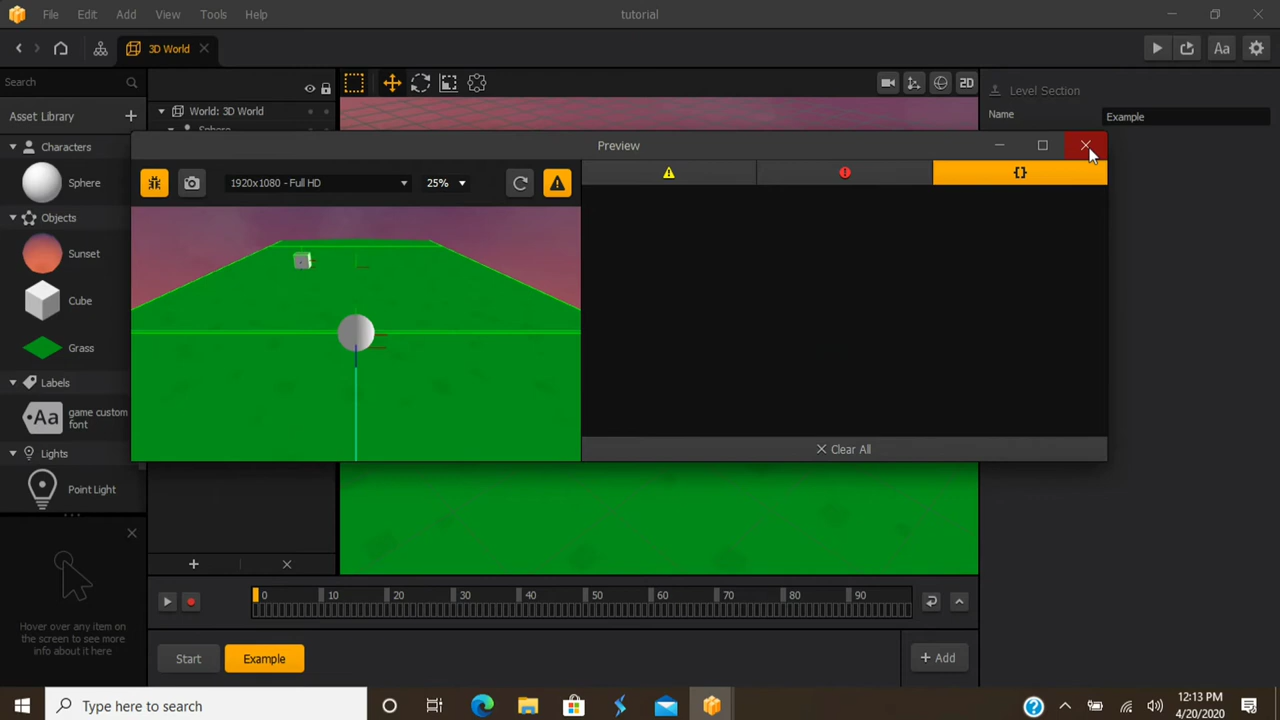 File Edit Add View Tools Help
tutorial
3D World
Aa
Search
World: 3D World
2D
Level Section
Asset Library
Name
Example
Sphere
Preview
Characters
Sphere
1920x1080 - Full HD
25%
{}
Objects
Sunset
Cube
Grass
Labels
Aa
game custom
font
Clear All
Lights
Point Light
Hover over any item
on the screen to see more
info about it here
0 10 20 30 40 50 60 70 80 90
Start
Example
+ Add
Type here to search
12:13 PM
4/20/2020